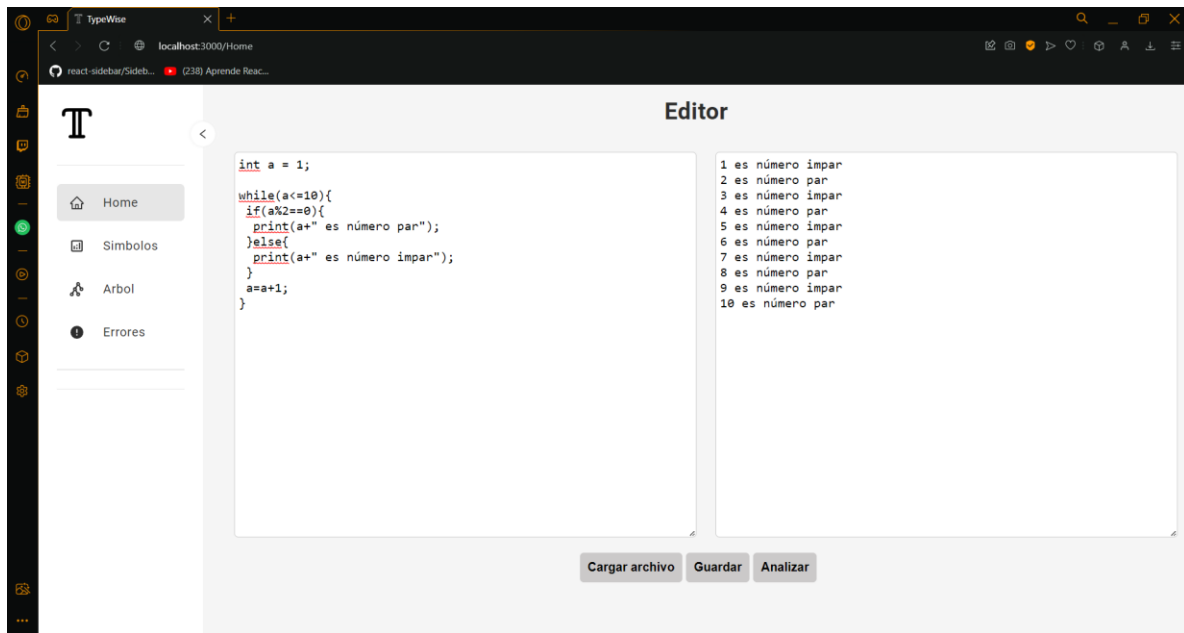 TypeWise
localhost:3000/Home
react-sidebar/Sideb...
(238) Aprende Reac...
Home
Simbolos
Arbol
Errores
Editor
int a = 1;
while(a<=10){
if(a%2==0){
print(a+" es número par");
}else{
print(a+" es número impar");
}
a=a+1;
}
1 es número impar
2 es número par
3 es número impar
4 es número par
5 es número impar
6 es número par
7 es número impar
8 es número par
9 es número impar
10 es número par
Cargar archivo
Guardar
Analizar